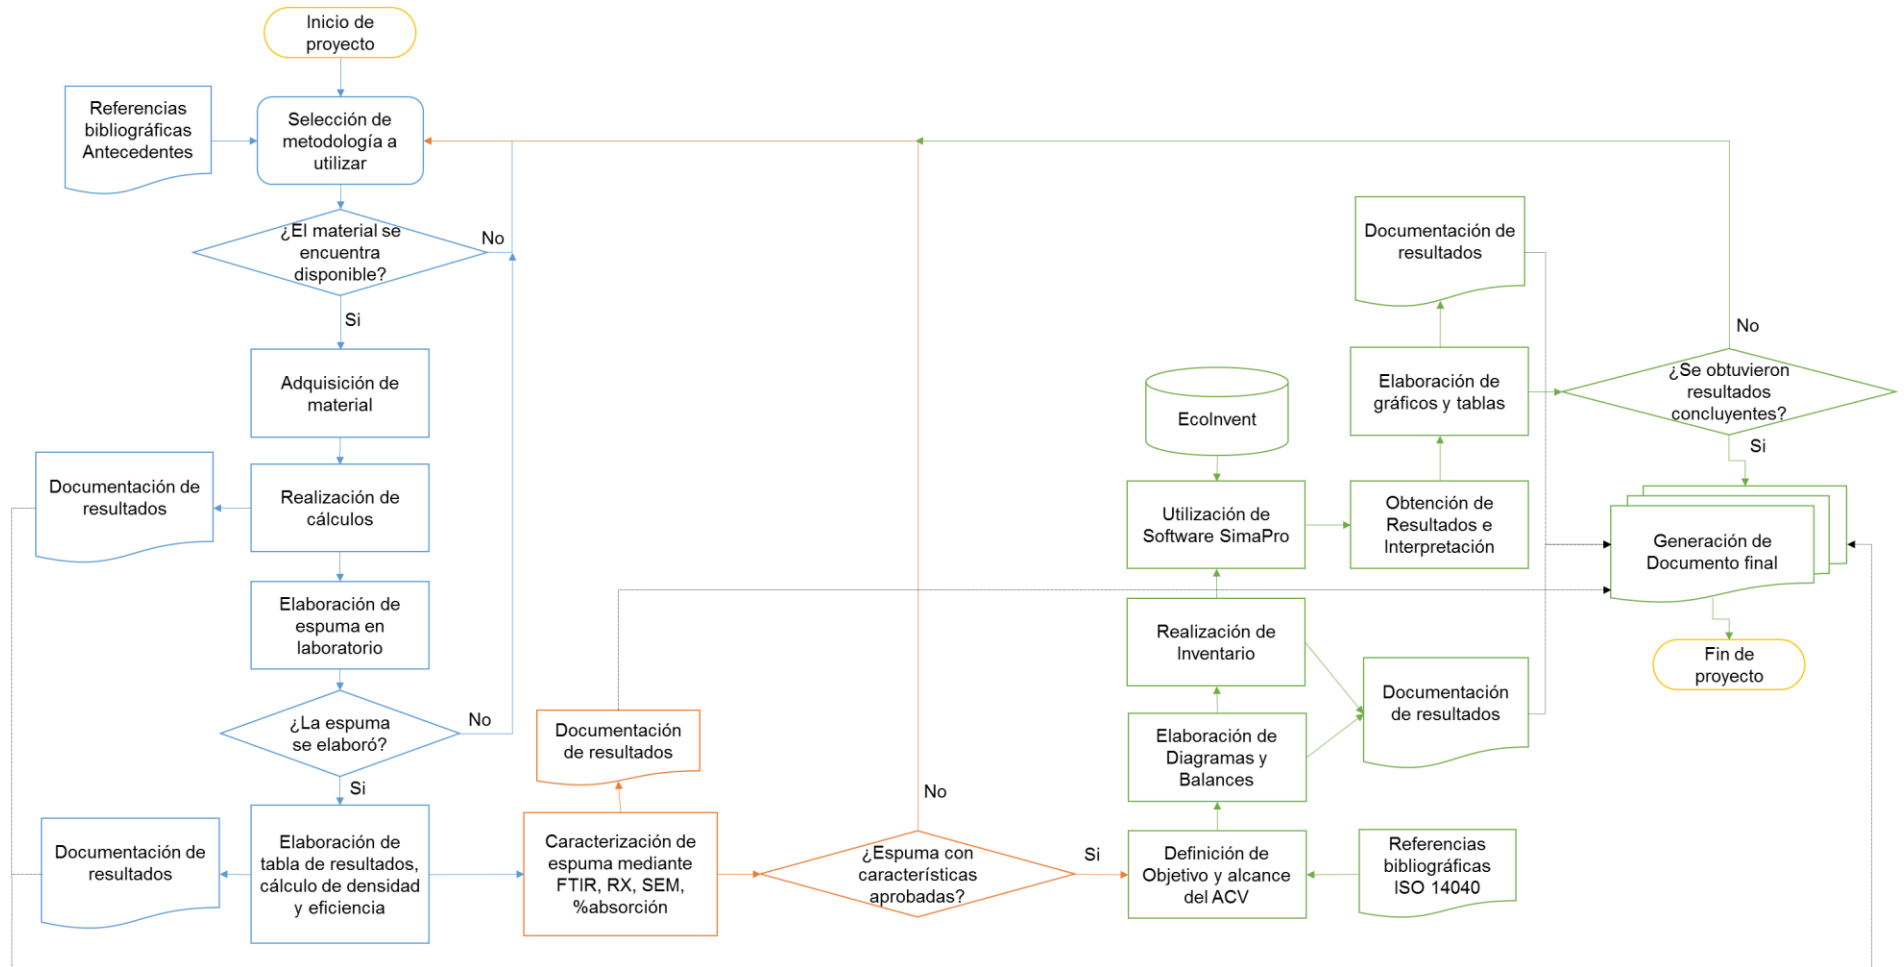 Inicio de
proyecto
Referencias
bibliográficas
Antecedentes
Selección de
metodología a
utilizar
¿El material se
encuentra
disponible?
No
Si
Adquisición de
material
Documentación de
resultados
Realización de
cálculos
Elaboración de
espuma en
laboratorio
¿La espuma
se elaboró?
No
Si
Documentación de
resultados
Elaboración de
tabla de resultados,
cálculo de densidad
y eficiencia
Documentación
de resultados
Caracterización de
espuma mediante
FTIR, RX, SEM,
%absorción
No
¿Espuma con
características
aprobadas?
Si
Definición de
Objetivo y alcance
del ACV
Referencias
bibliográficas
ISO 14040
Elaboración de
Diagramas y
Balances
Realización de
Inventario
Documentación
de resultados
EcoInvent
Utilización de
Software SimaPro
Obtención de
Resultados e
Interpretación
Elaboración de
gráficos y tablas
Documentación de
resultados
No
¿Se obtuvieron
resultados
concluyentes?
Si
Generación de
Documento final
Fin de
proyecto